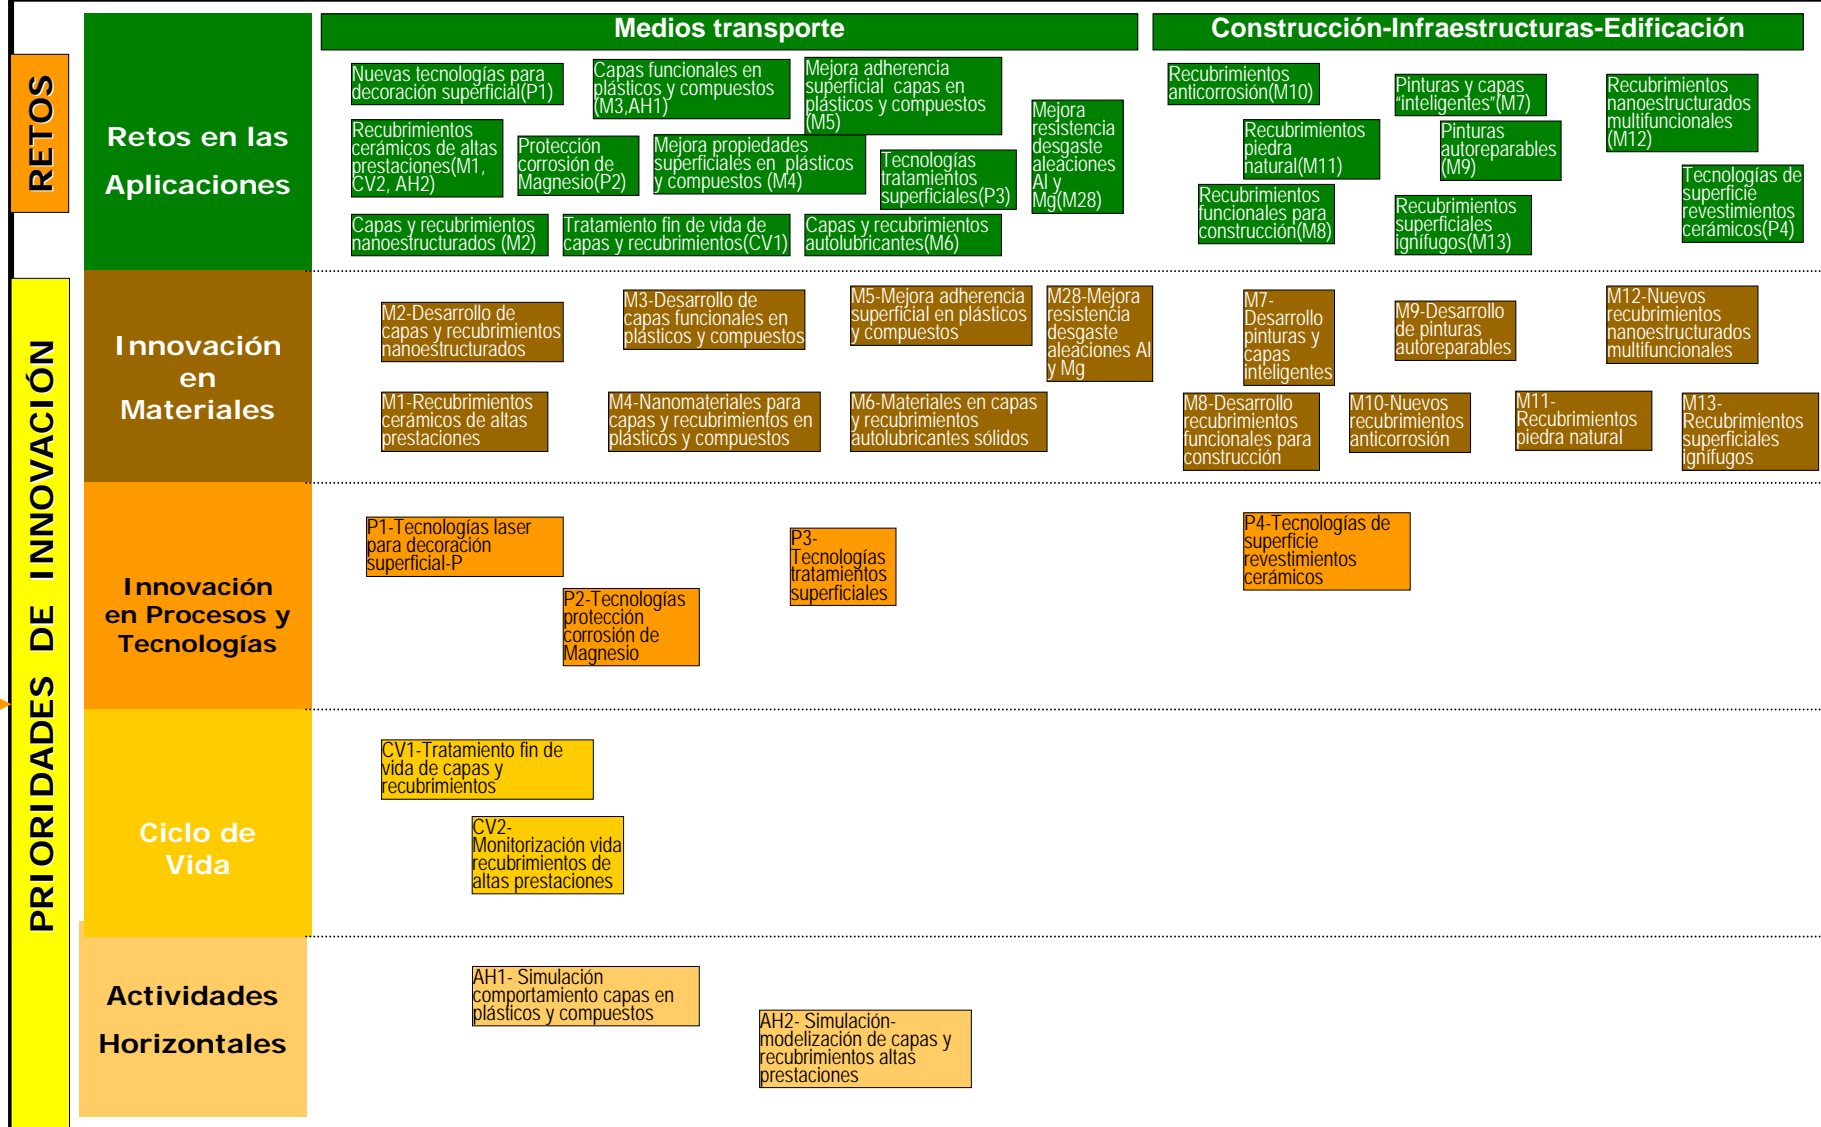 Medios transporte
Construcción-Infraestructuras-Edificación
RETOS
Retos en las
Aplicaciones
Nuevas tecnologías para
decoración superficial(P1)
Capas funcionales en
plásticos y compuestos
(M3,AH1)
Mejora adherencia
superficial capas en
plásticos y compuestos
(M5)
Mejora
resistencia
desgaste
aleaciones
Al y
Mg(M28)
Recubrimientos
cerámicos de altas
prestaciones(M1,
CV2, AH2)
Protección
corrosión de
Magnesio(P2)
Mejora propiedades
superficiales en plásticos
y compuestos (M4)
Tecnologías
tratamientos
superficiales(P3)
Capas y recubrimientos
nanoestructurados (M2)
Tratamiento fin de vida de
capas y recubrimientos(CV1)
Capas y recubrimientos
autolubricantes(M6)
Recubrimientos
anticorrosión(M10)
Pinturas y capas
"inteligentes"(M7)
Recubrimientos
nanoestructurados
multifuncionales
(M12)
Recubrimientos
piedra
natural(M11)
Pinturas
autoreparables
(M9)
Tecnologías de
superficie
revestimientos
cerámicos(P4)
Recubrimientos
funcionales para
construcción(M8)
Recubrimientos
superficiales
ignífugos(M13)
PRIORIDADES DE INNOVACIÓN
Innovación
en
Materiales
M2-Desarrollo de
capas y recubrimientos
nanoestructurados
M3-Desarrollo de
capas funcionales en
plásticos y compuestos
M5-Mejora adherencia
superficial en plásticos
y compuestos
M28-Mejora
resistencia
desgaste
aleaciones Al
y Mg
M7-
Desarrollo
pinturas y
capas
inteligentes
M9-Desarrollo
de pinturas
autoreparables
M12-Nuevos
recubrimientos
nanoestructurados
multifuncionales
M1-Recubrimientos
cerámicos de altas
prestaciones
M4-Nanomateriales para
capas y recubrimientos en
plásticos y compuestos
M6-Materiales en capas
y recubrimientos
autolubricantes sólidos
M8-Desarrollo
recubrimientos
funcionales para
construcción
M10-Nuevos
recubrimientos
anticorrosión
M11-
Recubrimientos
piedra natural
M13-
Recubrimientos
superficiales
ignífugos
Innovación
en Procesos y
Tecnologías
P1-Tecnologías laser
para decoración
superficial-P
P2-Tecnologías
protección
corrosión de
Magnesio
P3-
Tecnologías
tratamientos
superficiales
P4-Tecnologías de
superficie
revestimientos
cerámicos
Ciclo de
Vida
CV1-Tratamiento fin de
vida de capas y
recubrimientos
CV2-
Monitorización vida
recubrimientos de
altas prestaciones
Actividades
Horizontales
AH1- Simulación
comportamiento capas en
plásticos y compuestos
AH2- Simulación-
modelización de capas y
recubrimientos altas
prestaciones